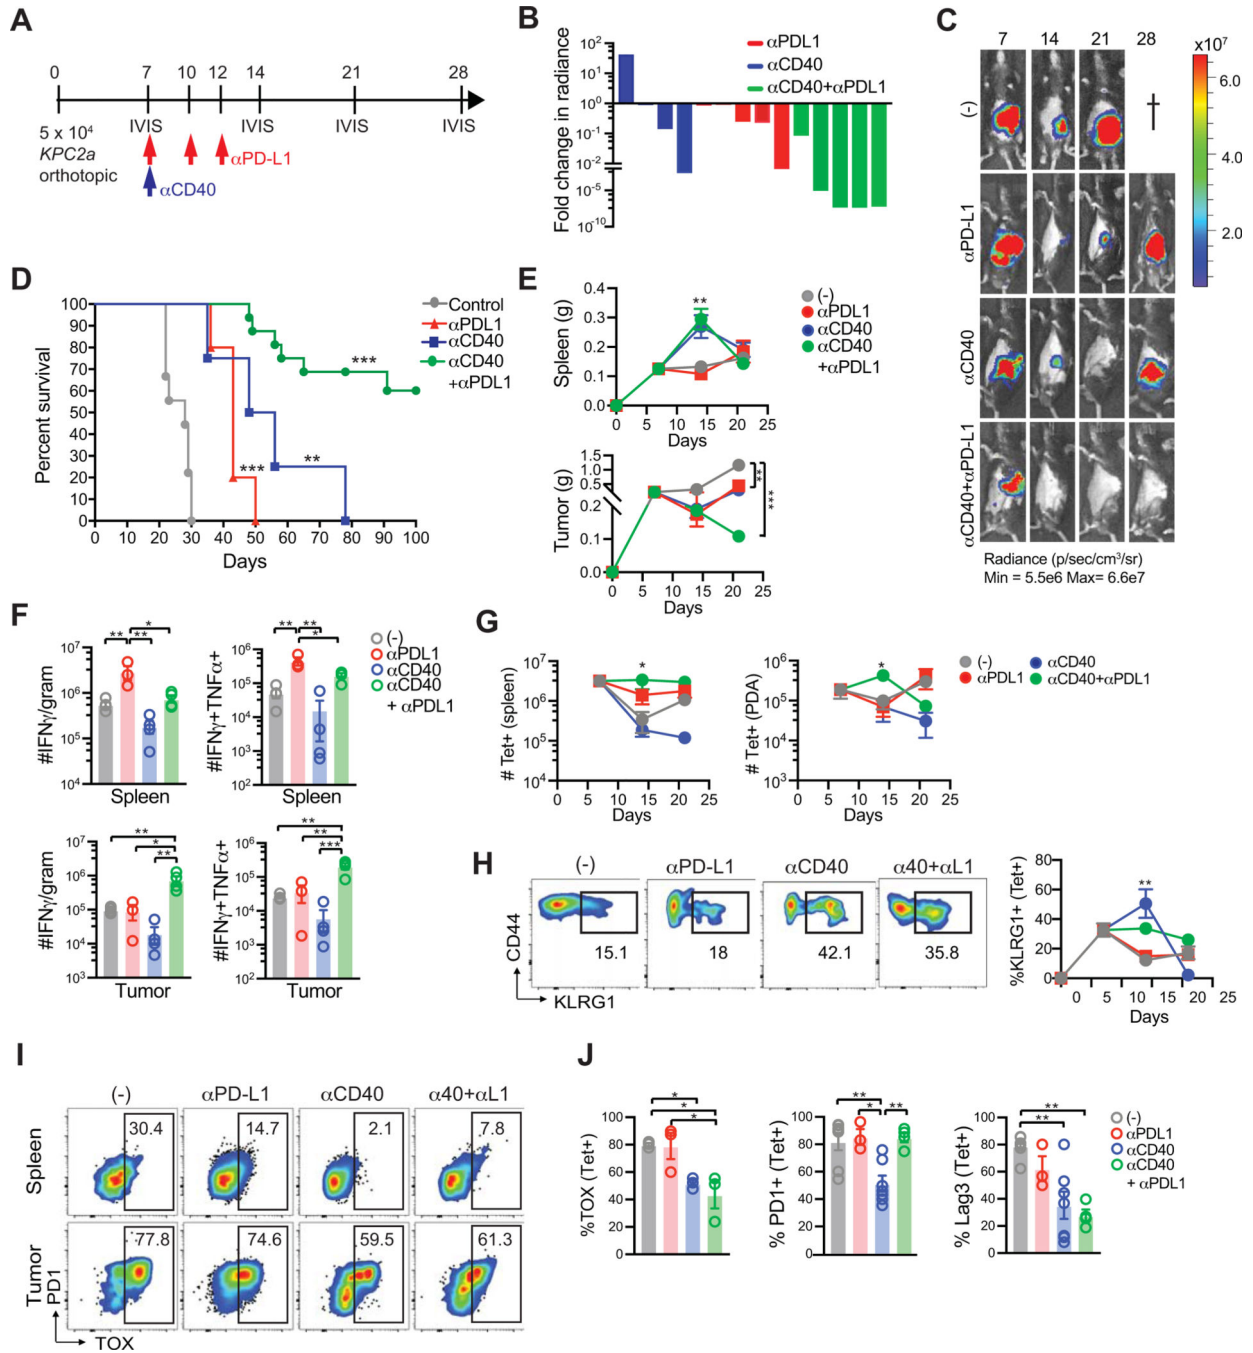 A
0 7 10 12 14 21 28
IVIS IVIS IVIS IVIS
5 x 10⁴
KPC2a
orthotopic
αPD-L1
αCD40
B
αPDL1
αCD40
αCD40+αPDL1
Fold change in radiance
10²
10¹
10⁰
10⁻¹
10⁻²
10⁻⁵
10⁻¹⁰
C
7 14 21 28
x10⁷
6.0
4.0
2.0
(-)
†
αPD-L1
αCD40
αCD40+αPD-L1
Radiance (p/sec/cm³/sr)
Min = 5.5e6 Max= 6.6e7
D
Percent survival
100
90
80
70
60
50
40
30
20
10
0
0 10 20 30 40 50 60 70 80 90 100
Days
Control
αPDL1
αCD40
αCD40
+αPDL1
***
***
**
E
Spleen (g)
0.4
0.3
0.2
0.1
0.0
0 5 10 15 20 25
Days
**
(-)
αPDL1
αCD40
αCD40
+αPDL1
Tumor (g)
1.5
1.0
0.5
0.2
0.1
0.0
0 5 10 15 20 25
Days
**
***
F
#IFNγ/gram
10⁷
10⁶
10⁵
10⁴
** ** *
Spleen
#IFNγ+TNFα+
10⁶
10⁵
10⁴
10³
10²
** ** *
Spleen
(-)
αPDL1
αCD40
αCD40
+ αPDL1
#IFNγ/gram
10⁷
10⁶
10⁵
10⁴
10³
**
*
**
Tumor
#IFNγ+TNFα+
10⁶
10⁵
10⁴
10³
10²
**
**
***
Tumor
G
# Tet+ (spleen)
10⁷
10⁶
10⁵
10⁴
*
0 5 10 15 20 25
Days
# Tet+ (PDA)
10⁶
10⁵
10⁴
10³
*
0 5 10 15 20 25
Days
(-)
αPDL1
αCD40
αCD40+αPDL1
H
(-) αPD-L1 αCD40 α40+αL1
15.1 18 42.1 35.8
CD44
KLRG1
%KLRG1+ (Tet+)
80
60
40
20
0
**
0 5 10 15 20 25
Days
I
(-) αPD-L1 αCD40 α40+αL1
Spleen
30.4 14.7 2.1 7.8
Tumor
77.8 74.6 59.5 61.3
PD1
TOX
J
%TOX (Tet+)
100
80
60
40
20
0
*
*
*
% PD1+ (Tet+)
100
80
60
40
20
0
**
* **
% Lag3 (Tet+)
100
80
60
40
20
0
**
**
(-)
αPDL1
αCD40
αCD40
+ αPDL1